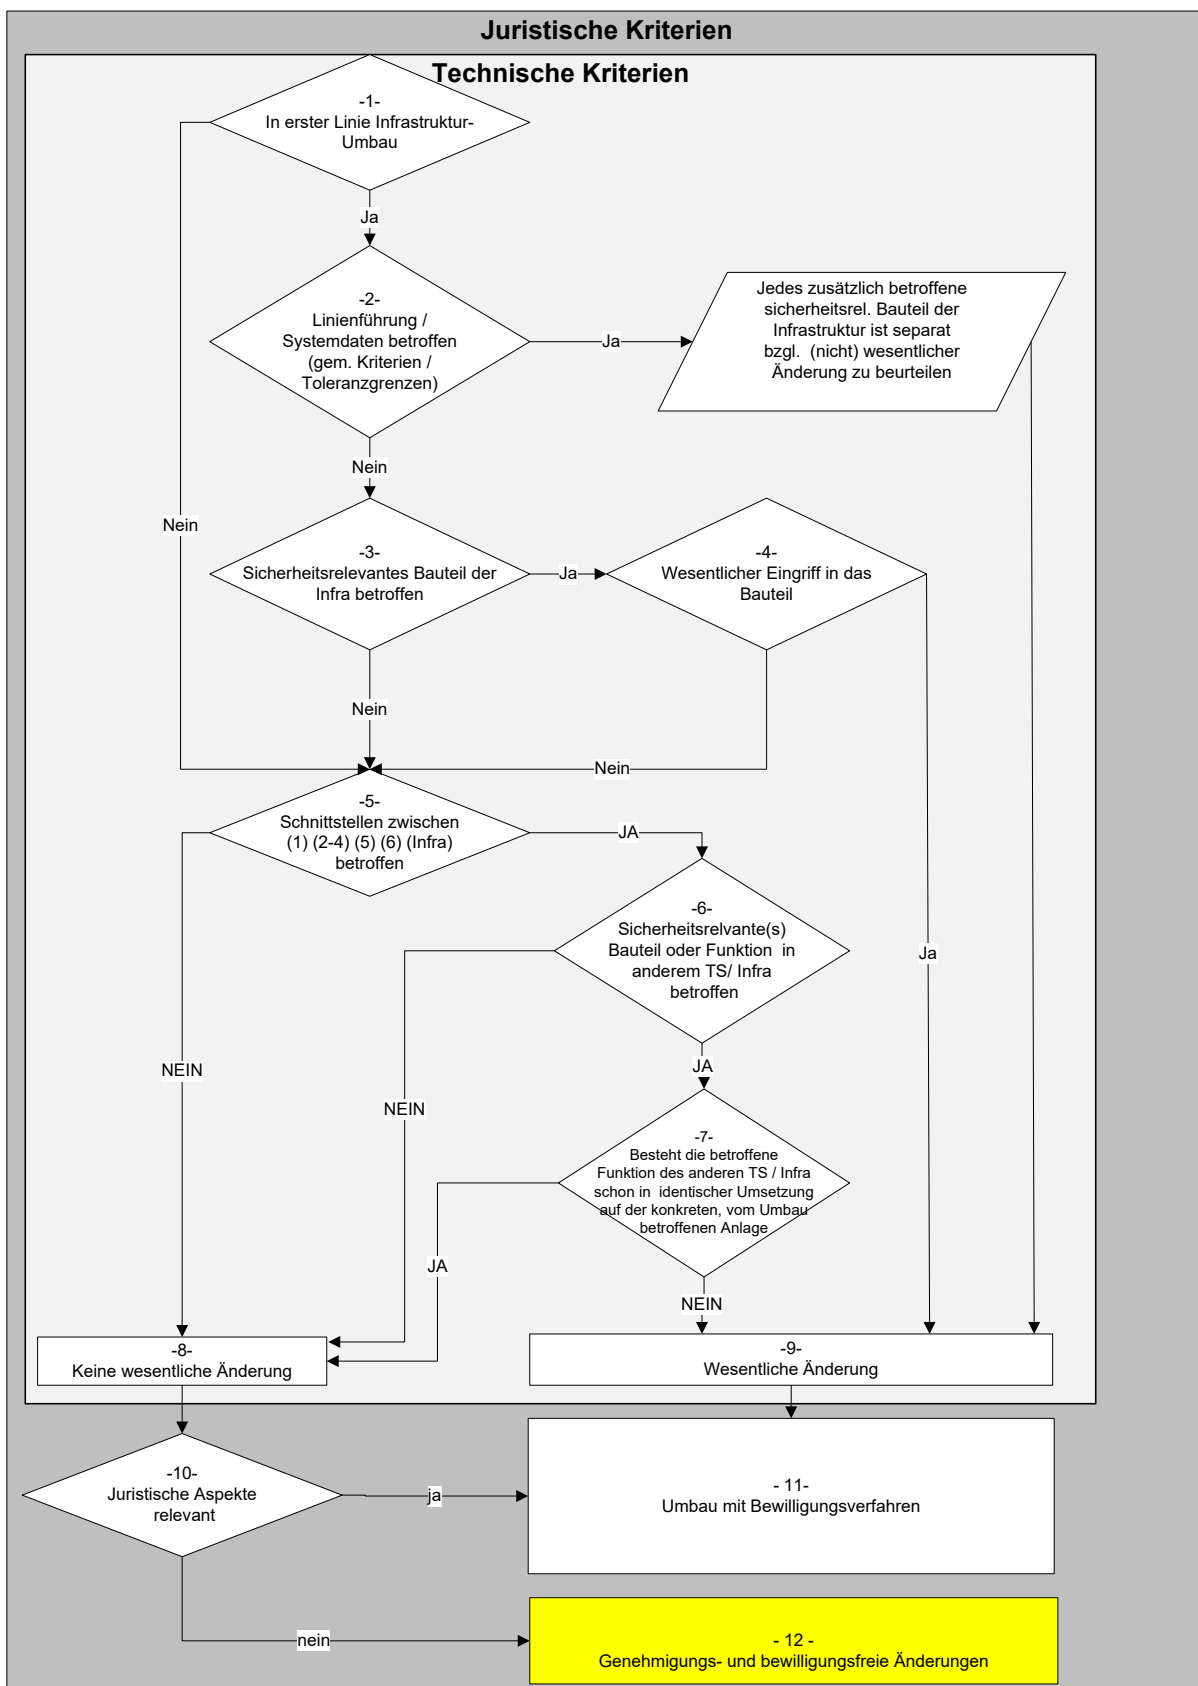 Juristische Kriterien
Technische Kriterien
-1-
In erster Linie Infrastruktur-
Umbau
Ja
-2-
Linienführung /
Systemdaten betroffen
(gem. Kriterien /
Toleranzgrenzen)
Ja
Jedes zusätzlich betroffene
sicherheitsrel. Bauteil der
Infrastruktur ist separat
bzgl. (nicht) wesentlicher
Änderung zu beurteilen
Nein
Nein
-3-
Sicherheitsrelevantes Bauteil der
Infra betroffen
Ja
-4-
Wesentlicher Eingriff in das
Bauteil
Nein
Nein
-5-
Schnittstellen zwischen
(1) (2-4) (5) (6) (Infra)
betroffen
JA
-6-
Sicherheitsrelvante(s)
Bauteil oder Funktion in
anderem TS/ Infra
betroffen
Ja
NEIN
JA
NEIN
-7-
Besteht die betroffene
Funktion des anderen TS / Infra
schon in identischer Umsetzung
auf der konkreten, vom Umbau
betroffenen Anlage
JA
NEIN
-8-
Keine wesentliche Änderung
-9-
Wesentliche Änderung
-10-
Juristische Aspekte
relevant
ja
- 11-
Umbau mit Bewilligungsverfahren
nein
- 12 -
Genehmigungs- und bewilligungsfreie Änderungen